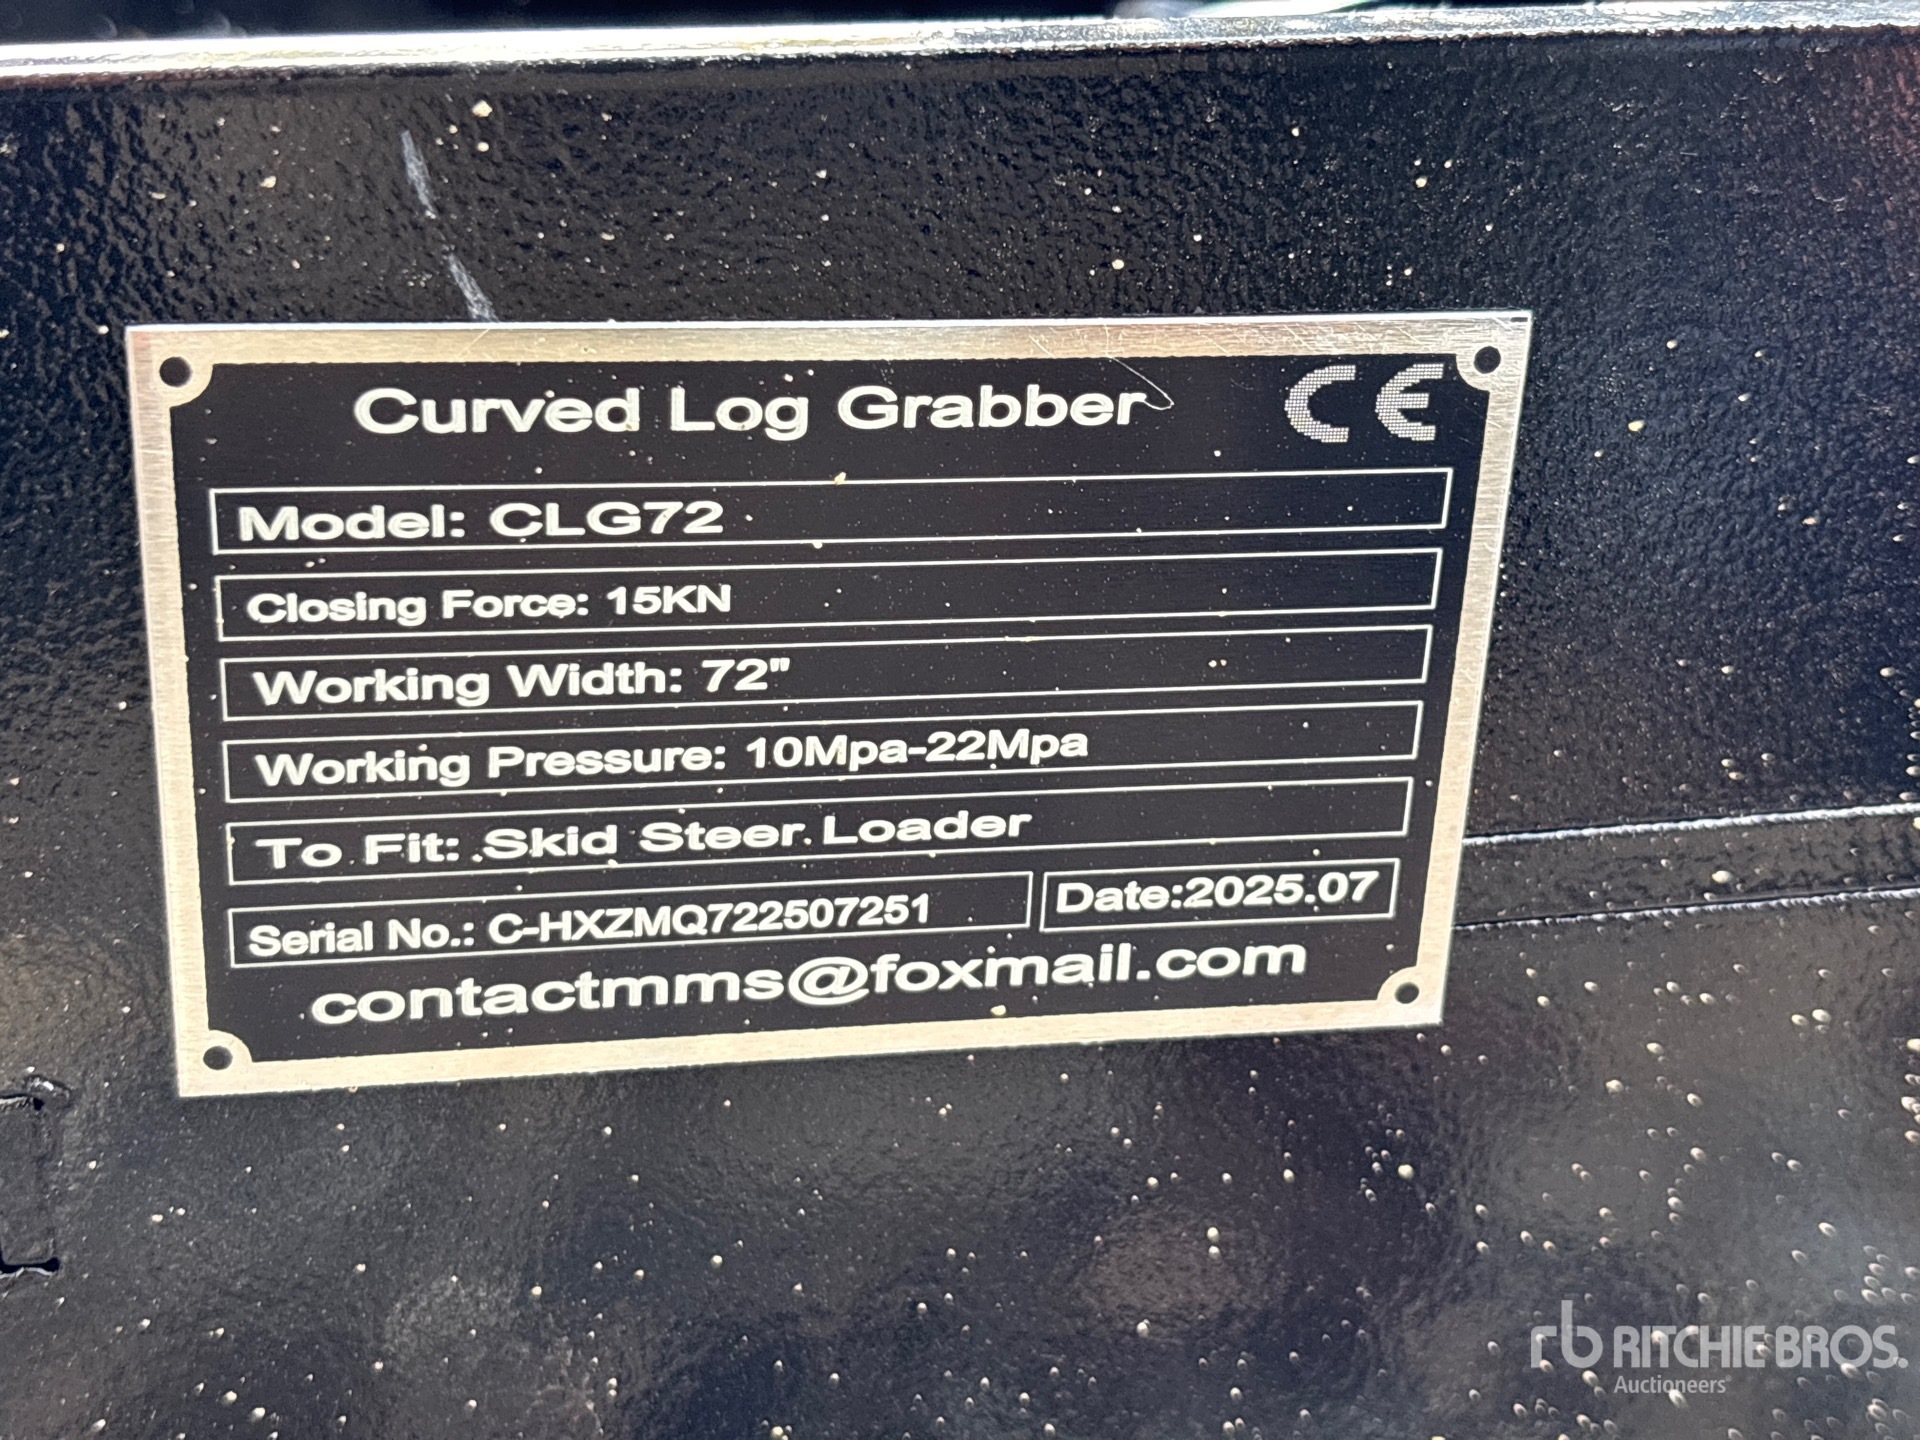 Curved Log Grabber CE
Model: CLG72
Closing Force: 15KN
Working Width: 72"
Working Pressure: 10Mpa-22Mpa
To Fit: Skid Steer Loader
Serial No.: C-HXZMQ722507251 Date:2025.07
contactmms@foxmail.com
rb RITCHIE BROS.
Auctioneers